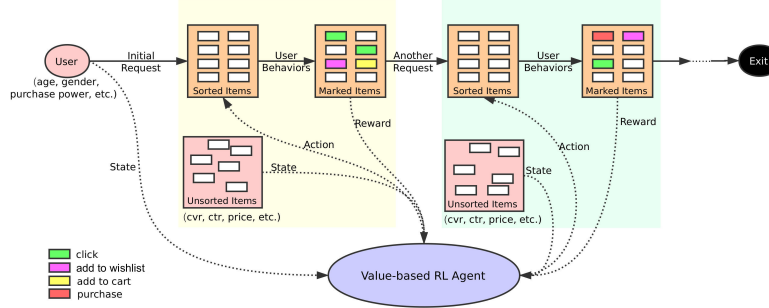 User
(age, gender,
purchase power, etc.)
Initial
Request
Sorted Items
User
Behaviors
Marked Items
Another
Request
Sorted Items
User
Behaviors
Marked Items
Exit
Unsorted Items
(cvr, ctr, price, etc.)
State
State
Action
Reward
Unsorted Items
(cvr, ctr, price, etc.)
State
Action
Reward
Value-based RL Agent
click
add to wishlist
add to cart
purchase